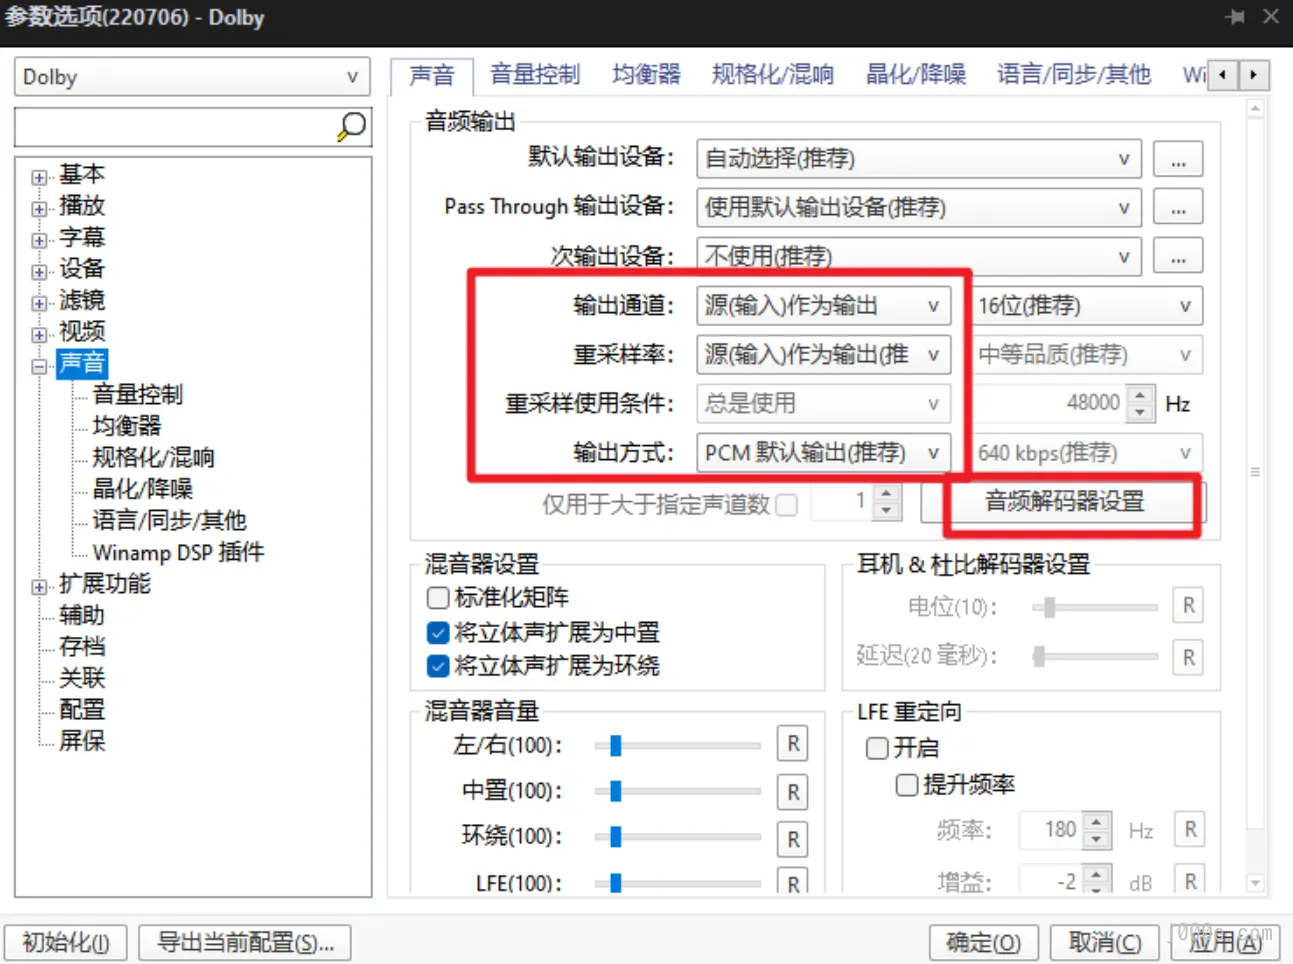 参数选项(220706) - Dolby
Dolby
基本
播放
字幕
设备
滤镜
视频
声音
音量控制
均衡器
规格化/混响
晶化/降噪
语言/同步/其他
Winamp DSP 插件
扩展功能
辅助
存档
关联
配置
屏保
声音 音量控制 均衡器 规格化/混响 晶化/降噪 语言/同步/其他 Wi
音频输出
默认输出设备: 自动选择(推荐) ...
Pass Through 输出设备: 使用默认输出设备(推荐) ...
次输出设备: 不使用(推荐) ...
输出通道: 源(输入)作为输出 16位(推荐)
重采样率: 源(输入)作为输出(推 中等品质(推荐)
重采样使用条件: 总是使用 48000 Hz
输出方式: PCM 默认输出(推荐) 640 kbps(推荐)
仅用于大于指定声道数 1 音频解码器设置
混音器设置
标准化矩阵
将立体声扩展为中置
将立体声扩展为环绕
耳机 & 杜比解码器设置
电位(10): R
延迟(20 毫秒): R
混音器音量
左/右(100): R
中置(100): R
环绕(100): R
LFE(100): R
LFE 重定向
开启
提升频率
频率: 180 Hz R
增益: -2 dB R
初始化(I) 导出当前配置(S)... 确定(O) 取消(C) 应用(A)